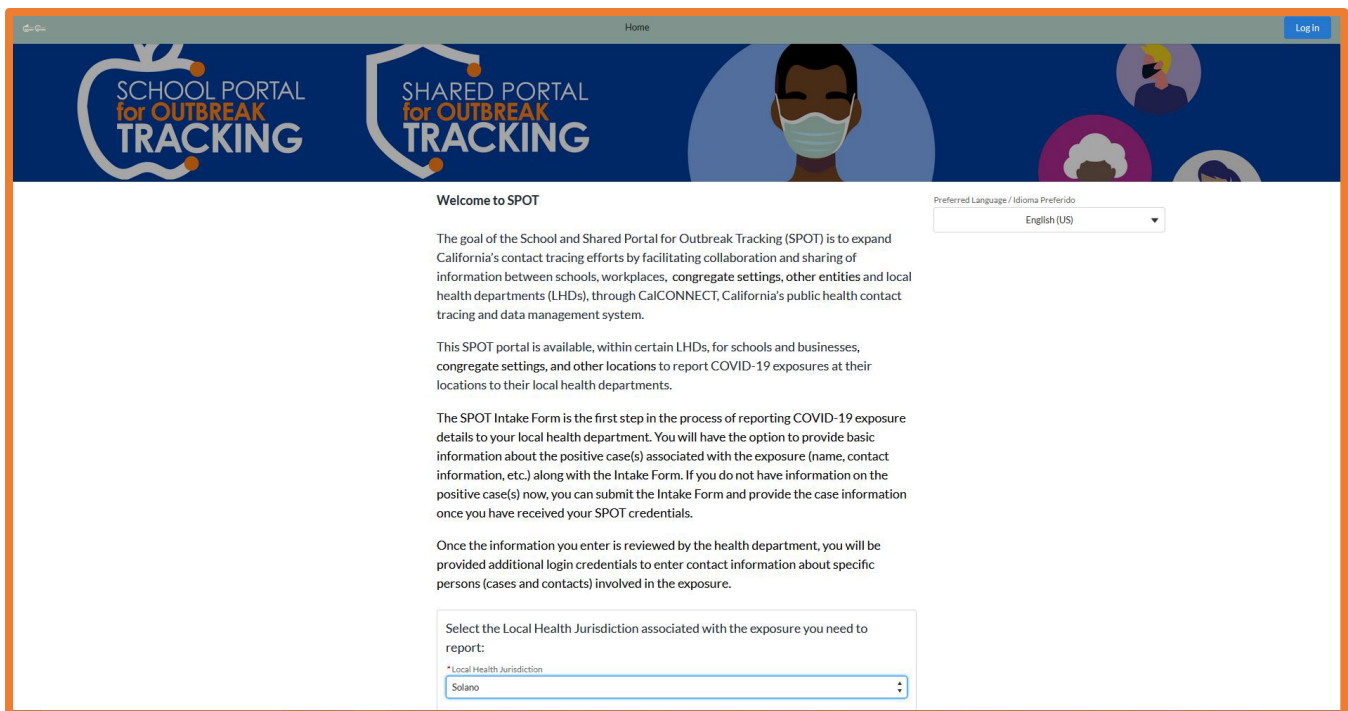 Home
Log in
SCHOOL PORTAL
for OUTBREAK
TRACKING
SHARED PORTAL
for OUTBREAK
TRACKING
Welcome to SPOT
Preferred Language / Idioma Preferido
English (US)
The goal of the School and Shared Portal for Outbreak Tracking (SPOT) is to expand
California's contact tracing efforts by facilitating collaboration and sharing of
information between schools, workplaces, congregate settings, other entities and local
health departments (LHDs), through CalCONNECT, California's public health contact
tracing and data management system.
This SPOT portal is available, within certain LHDs, for schools and businesses,
congregate settings, and other locations to report COVID-19 exposures at their
locations to their local health departments.
The SPOT Intake Form is the first step in the process of reporting COVID-19 exposure
details to your local health department. You will have the option to provide basic
information about the positive case(s) associated with the exposure (name, contact
information, etc.) along with the Intake Form. If you do not have information on the
positive case(s) now, you can submit the Intake Form and provide the case information
once you have received your SPOT credentials.
Once the information you enter is reviewed by the health department, you will be
provided additional login credentials to enter contact information about specific
persons (cases and contacts) involved in the exposure.
Select the Local Health Jurisdiction associated with the exposure you need to
report:
*Local Health Jurisdiction
Solano